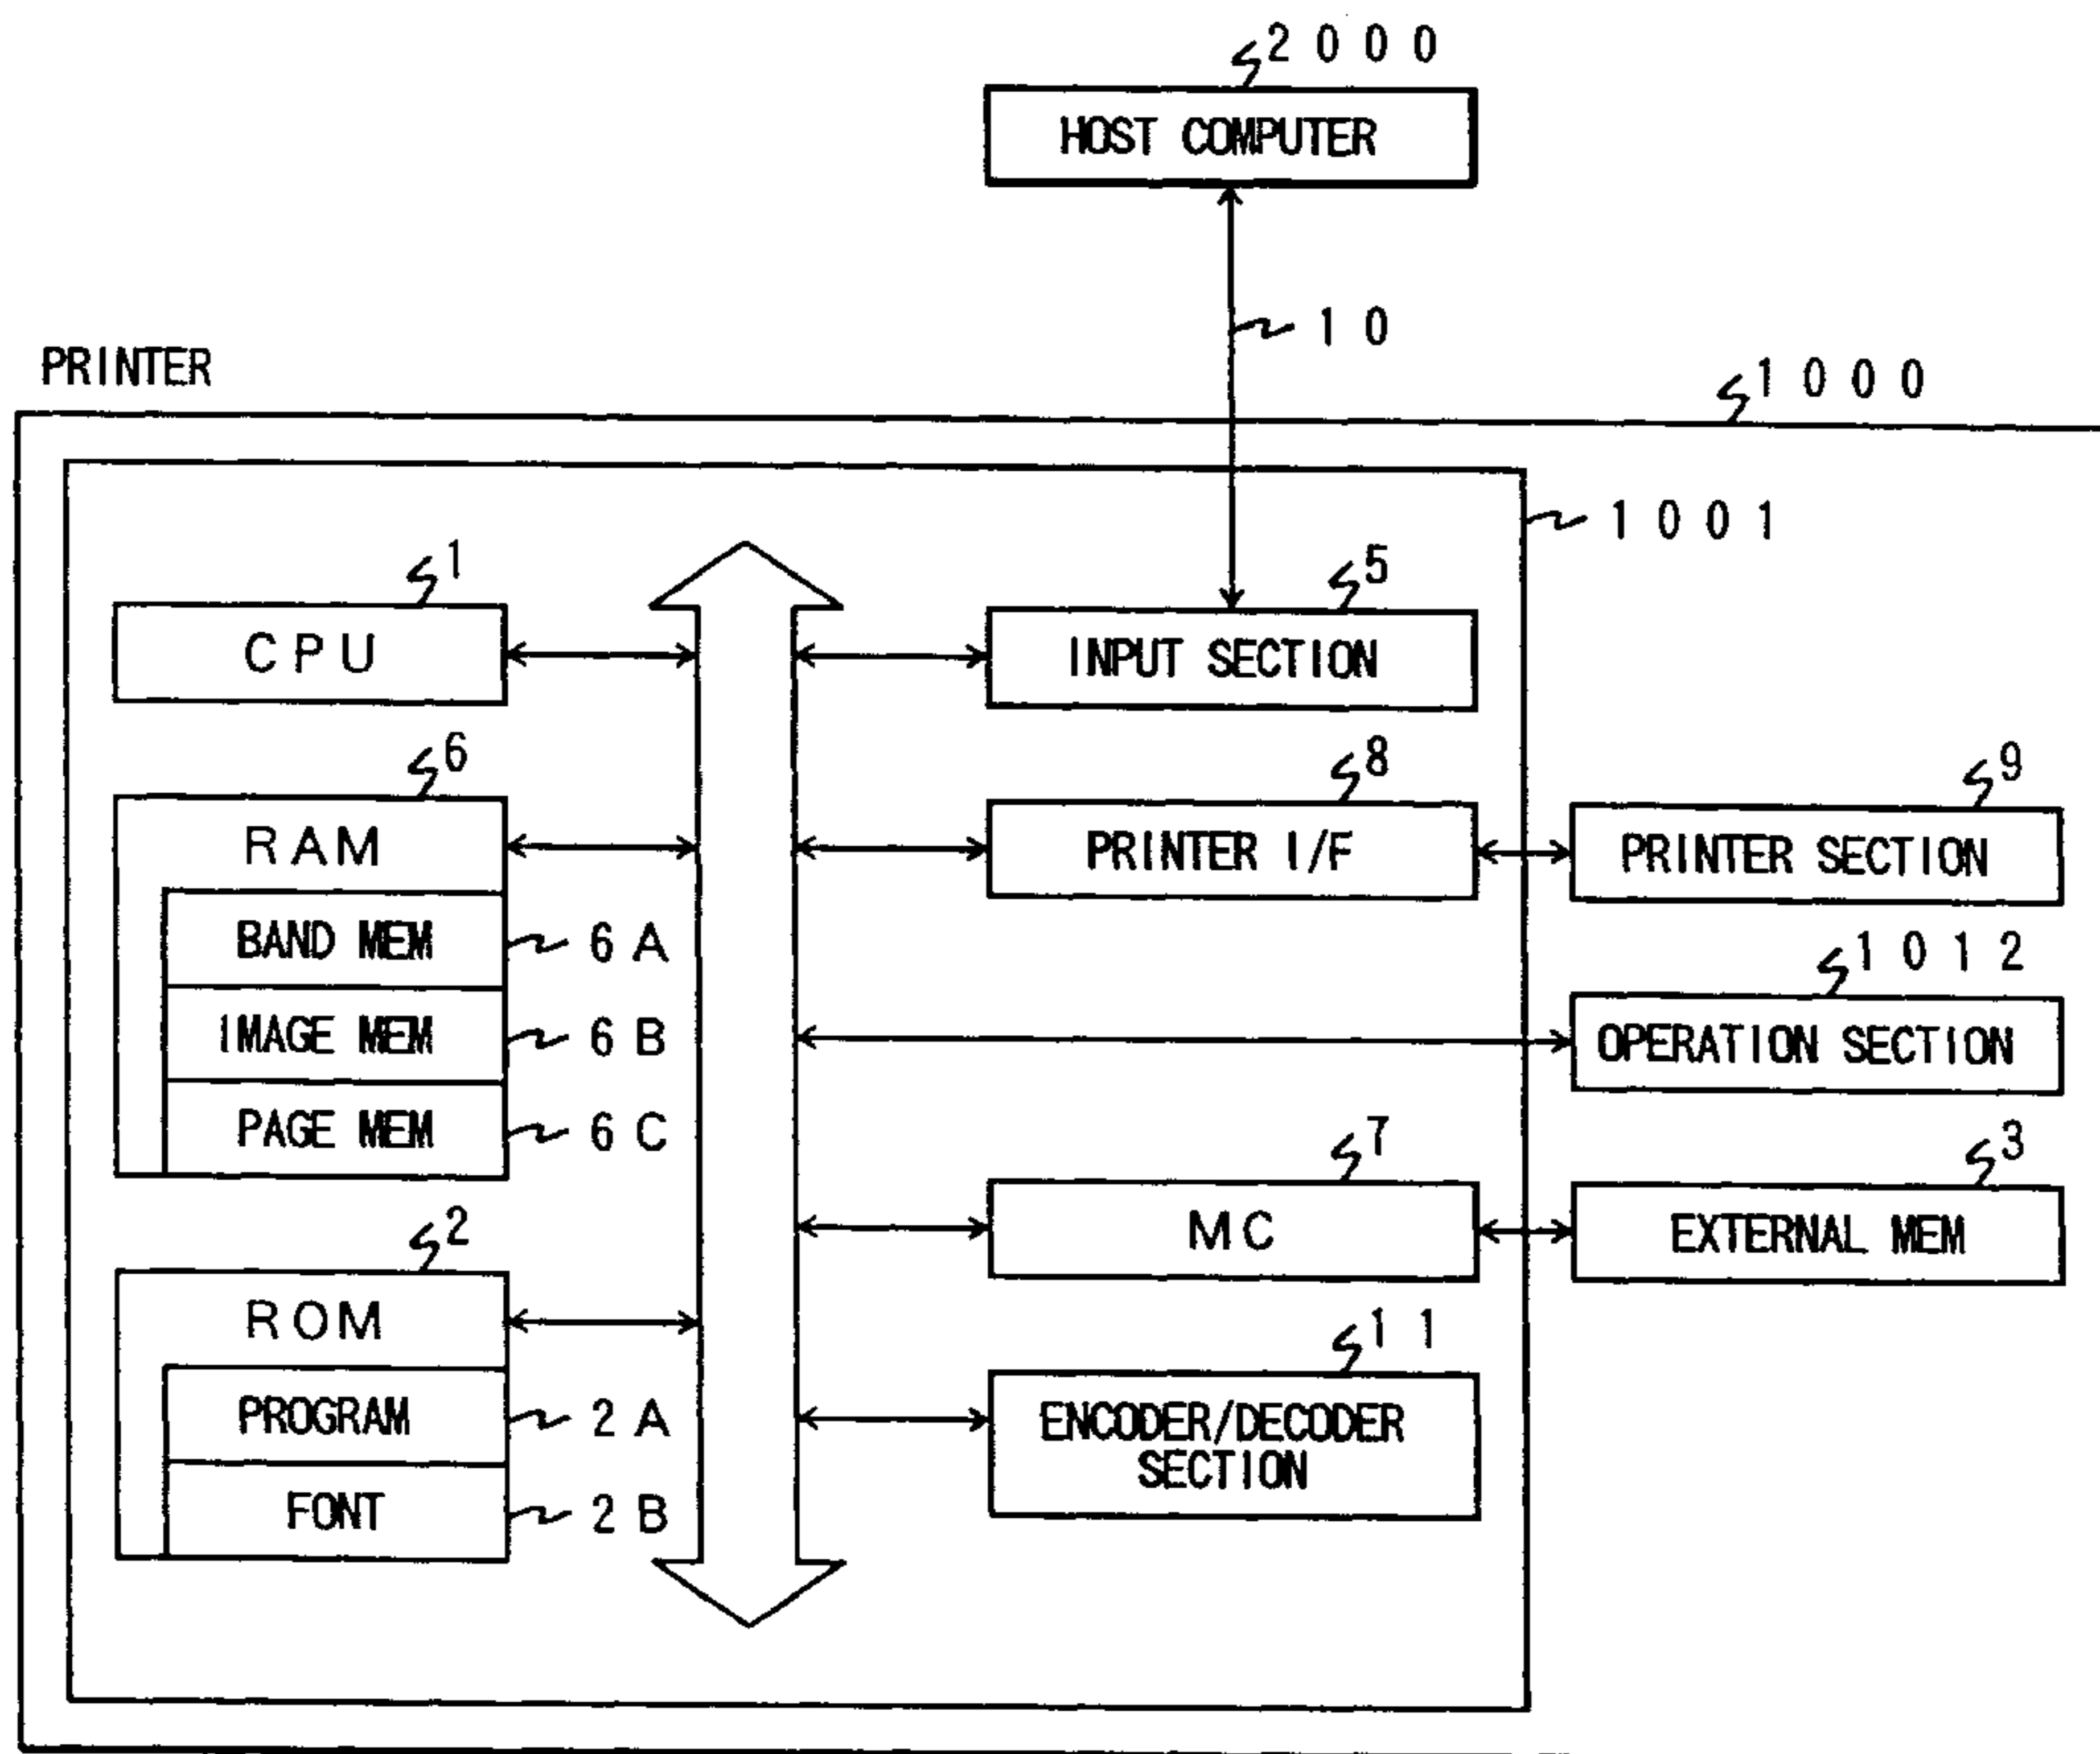 2000
HOST COMPUTER
10
PRINTER
1000
1001
1
CPU
5
INPUT SECTION
6
RAM
8
PRINTER I/F
9
PRINTER SECTION
BAND MEM
6A
1012
IMAGE MEM
6B
OPERATION SECTION
PAGE MEM
6C
7
MC
3
EXTERNAL MEM
2
ROM
11
PROGRAM
2A
ENCODER/DECODER
SECTION
FONT
2B